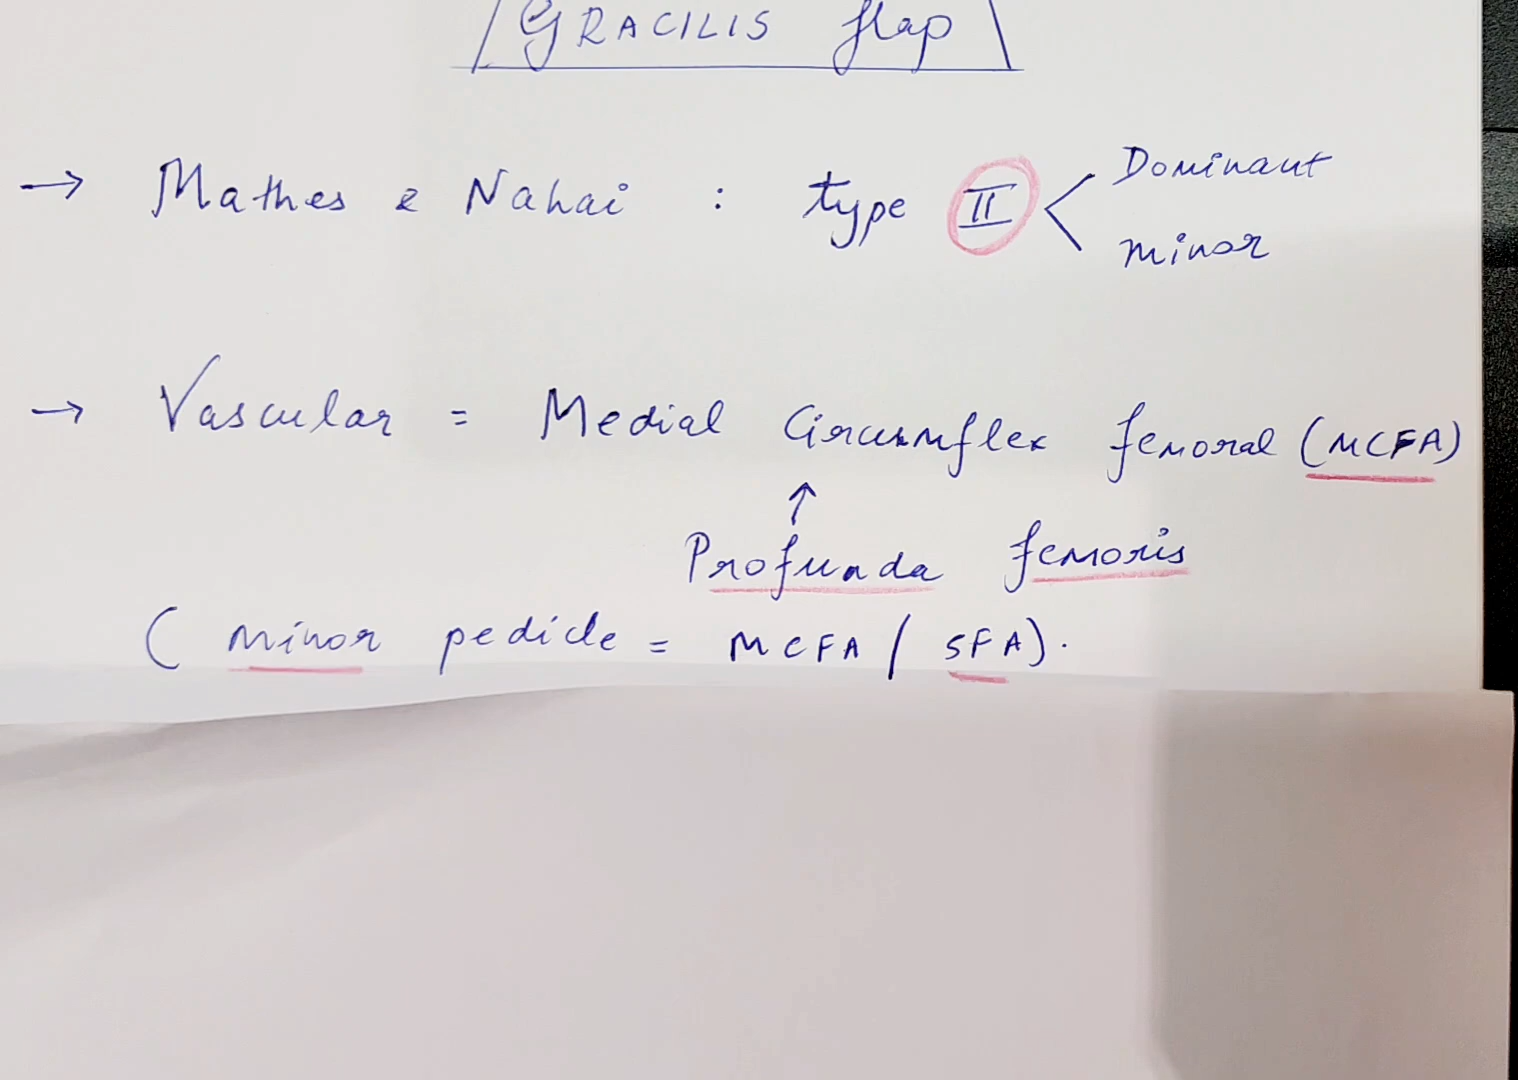 GRACILIS flap
→ Mathes & Nahai : type II < Dominant
minor
→ Vascular = Medial Circumflex femoral (MCFA)
↑
Profunda femoris
( minor pedicle = MCFA / SFA).